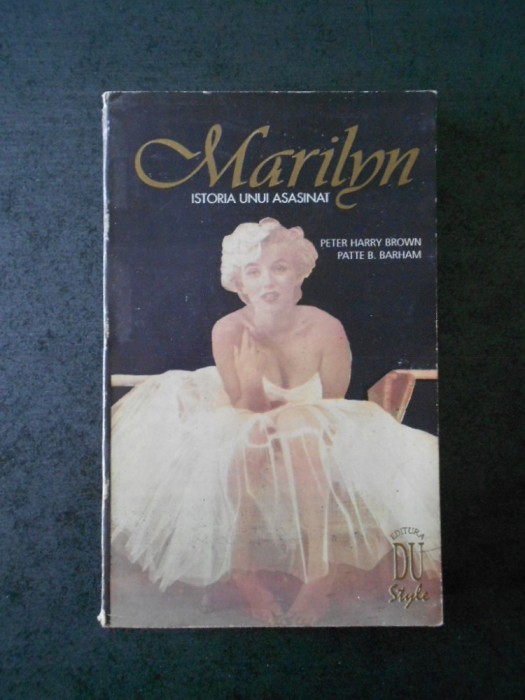 Marilyn
ISTORIA UNUI ASASINAT
PETER HARRY BROWN
PATTE B. BARHAM
EDITURA
DU
Style